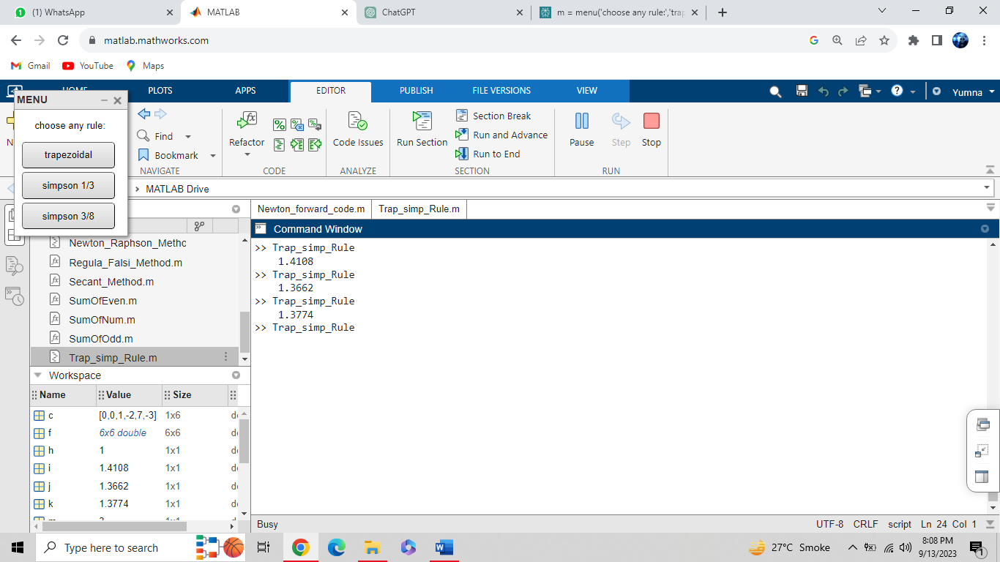 (1) WhatsApp
MATLAB
ChatGPT
m = menu('choose any rule:','trap
matlab.mathworks.com
Gmail
YouTube
Maps
HOME
PLOTS
APPS
EDITOR
PUBLISH
FILE VERSIONS
VIEW
Yumna
MENU
choose any rule:
trapezoidal
simpson 1/3
simpson 3/8
Find
Bookmark
NAVIGATE
Refactor
CODE
Code Issues
ANALYZE
Run Section
Section Break
Run and Advance
Run to End
SECTION
Pause
Step
Stop
RUN
› MATLAB Drive
Newton_forward_code.m
Trap_simp_Rule.m
Newton_Raphson_Metho
Regula_Falsi_Method.m
Secant_Method.m
SumOfEven.m
SumOfNum.m
SumOfOdd.m
Trap_simp_Rule.m
Command Window
>> Trap_simp_Rule
1.4108
>> Trap_simp_Rule
1.3662
>> Trap_simp_Rule
1.3774
>> Trap_simp_Rule
Workspace
Name Value Size
c [0,0,1,-2,7,-3] 1x6
f 6x6 double 6x6
h 1 1x1
i 1.4108 1x1
j 1.3662 1x1
k 1.3774 1x1
Busy
UTF-8 CRLF script Ln 24 Col 1
Type here to search
27°C Smoke
8:08 PM
9/13/2023
1